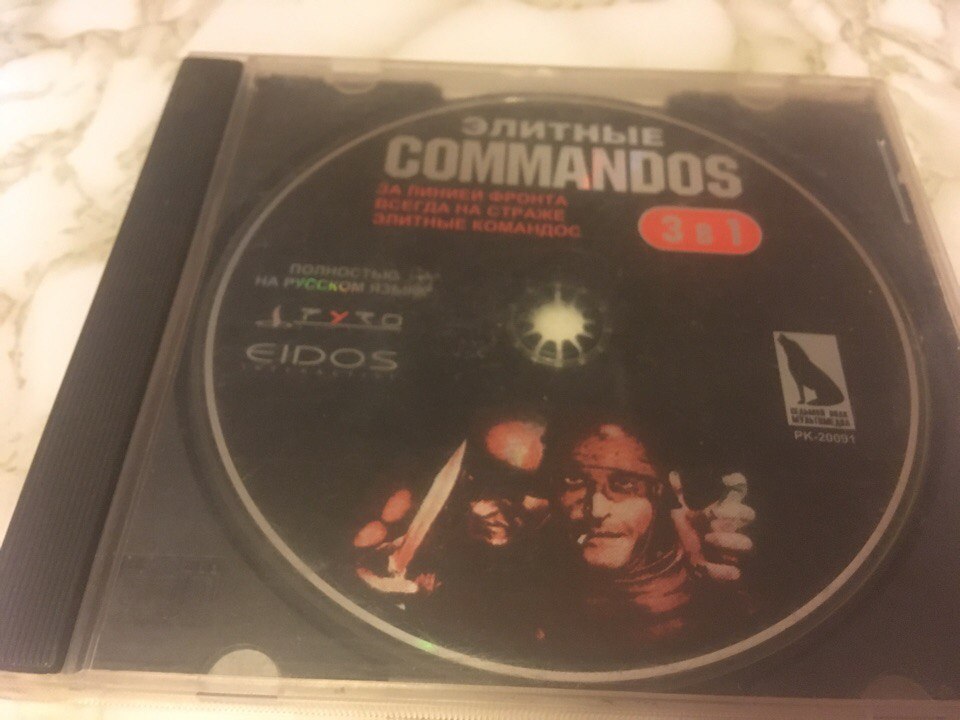 ЭЛИТНЫЕ
COMMANDOS
ЗА ЛИНИЕЙ ФРОНТА
ВСЕГДА НА СТРАЖЕ
ЭЛИТНЫЕ КОМАНДОС
3 в 1
ПОЛНОСТЬЮ
НА РУССКОМ ЯЗЫКЕ
PYRO
EIDOS
INTERACTIVE
PK-20091